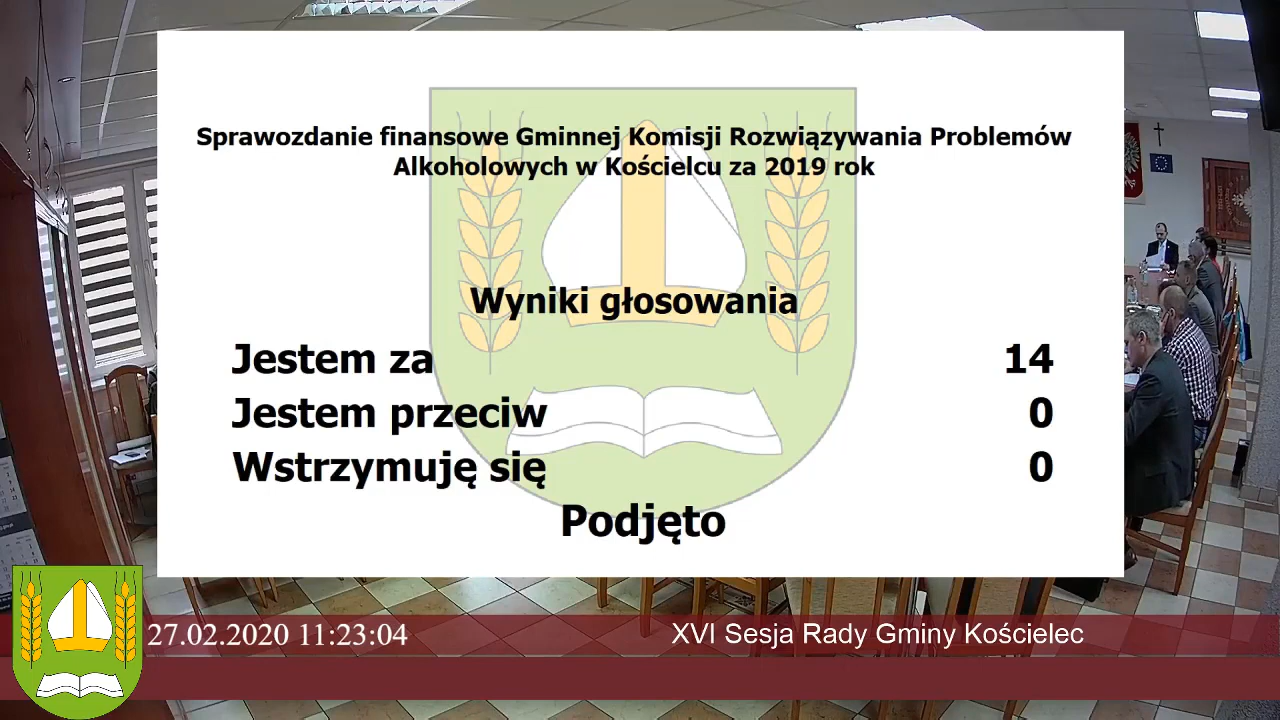 Sprawozdanie finansowe Gminnej Komisji Rozwiązywania Problemów
Alkoholowych w Kościelcu za 2019 rok
Wyniki głosowania
Jestem za 14
Jestem przeciw 0
Wstrzymuję się 0
Podjęto
27.02.2020 11:23:04 XVI Sesja Rady Gminy Kościelec